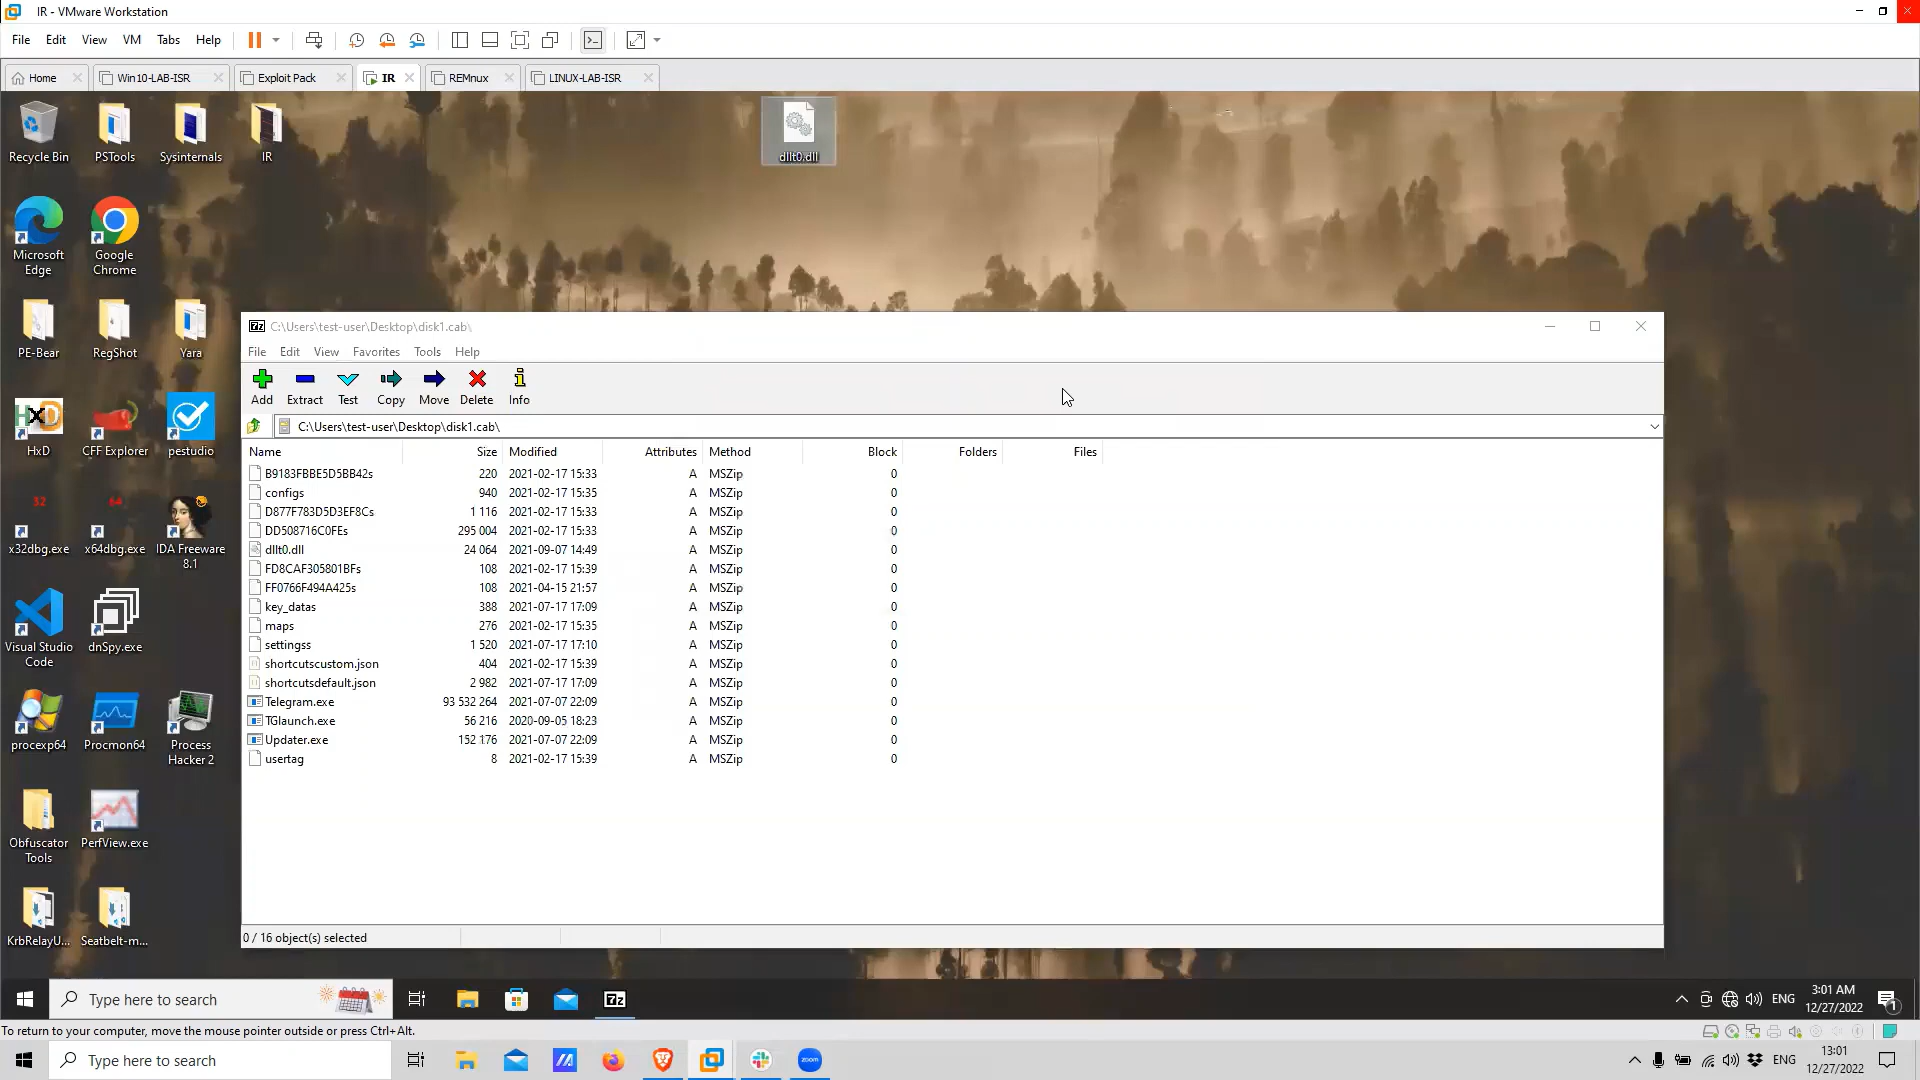 IR - VMware Workstation
File Edit View VM Tabs Help
Home Win10-LAB-ISR Exploit Pack IR REMnux LINUX-LAB-ISR
Recycle Bin PSTools Sysinternals IR dllt0.dll
Microsoft Edge
Google Chrome
PE-Bear RegShot Yara
HxD CFF Explorer pestudio
32 64
x32dbg.exe x64dbg.exe IDA Freeware 8.1
Visual Studio Code
dnSpy.exe
procexp64 Procmon64 Process Hacker 2
Obfuscator Tools
PerfView.exe
KrbRelayU... Seatbelt-m...
7z C:\Users\test-user\Desktop\disk1.cab\
File Edit View Favorites Tools Help
Add Extract Test Copy Move Delete Info
C:\Users\test-user\Desktop\disk1.cab\
Name Size Modified Attributes Method Block Folders Files
B9183FBBE5D5BB42s 220 2021-02-17 15:33 A MSZip 0
configs 940 2021-02-17 15:35 A MSZip 0
D877F783D5D3EF8Cs 1 116 2021-02-17 15:33 A MSZip 0
DD508716C0FEs 295 004 2021-02-17 15:33 A MSZip 0
dllt0.dll 24 064 2021-09-07 14:49 A MSZip 0
FD8CAF305801BFs 108 2021-02-17 15:39 A MSZip 0
FF0766F494A425s 108 2021-04-15 21:57 A MSZip 0
key_datas 388 2021-07-17 17:09 A MSZip 0
maps 276 2021-02-17 15:35 A MSZip 0
settingss 1 520 2021-07-17 17:10 A MSZip 0
shortcutscustom.json 404 2021-02-17 15:39 A MSZip 0
shortcutsdefault.json 2 982 2021-07-17 17:09 A MSZip 0
Telegram.exe 93 532 264 2021-07-07 22:09 A MSZip 0
TGlaunch.exe 56 216 2020-09-05 18:23 A MSZip 0
Updater.exe 152 176 2021-07-07 22:09 A MSZip 0
usertag 8 2021-02-17 15:39 A MSZip 0
0 / 16 object(s) selected
Type here to search 7z ENG 3:01 AM
12/27/2022 1
To return to your computer, move the mouse pointer outside or press Ctrl+Alt.
Type here to search zoom ENG 13:01
12/27/2022